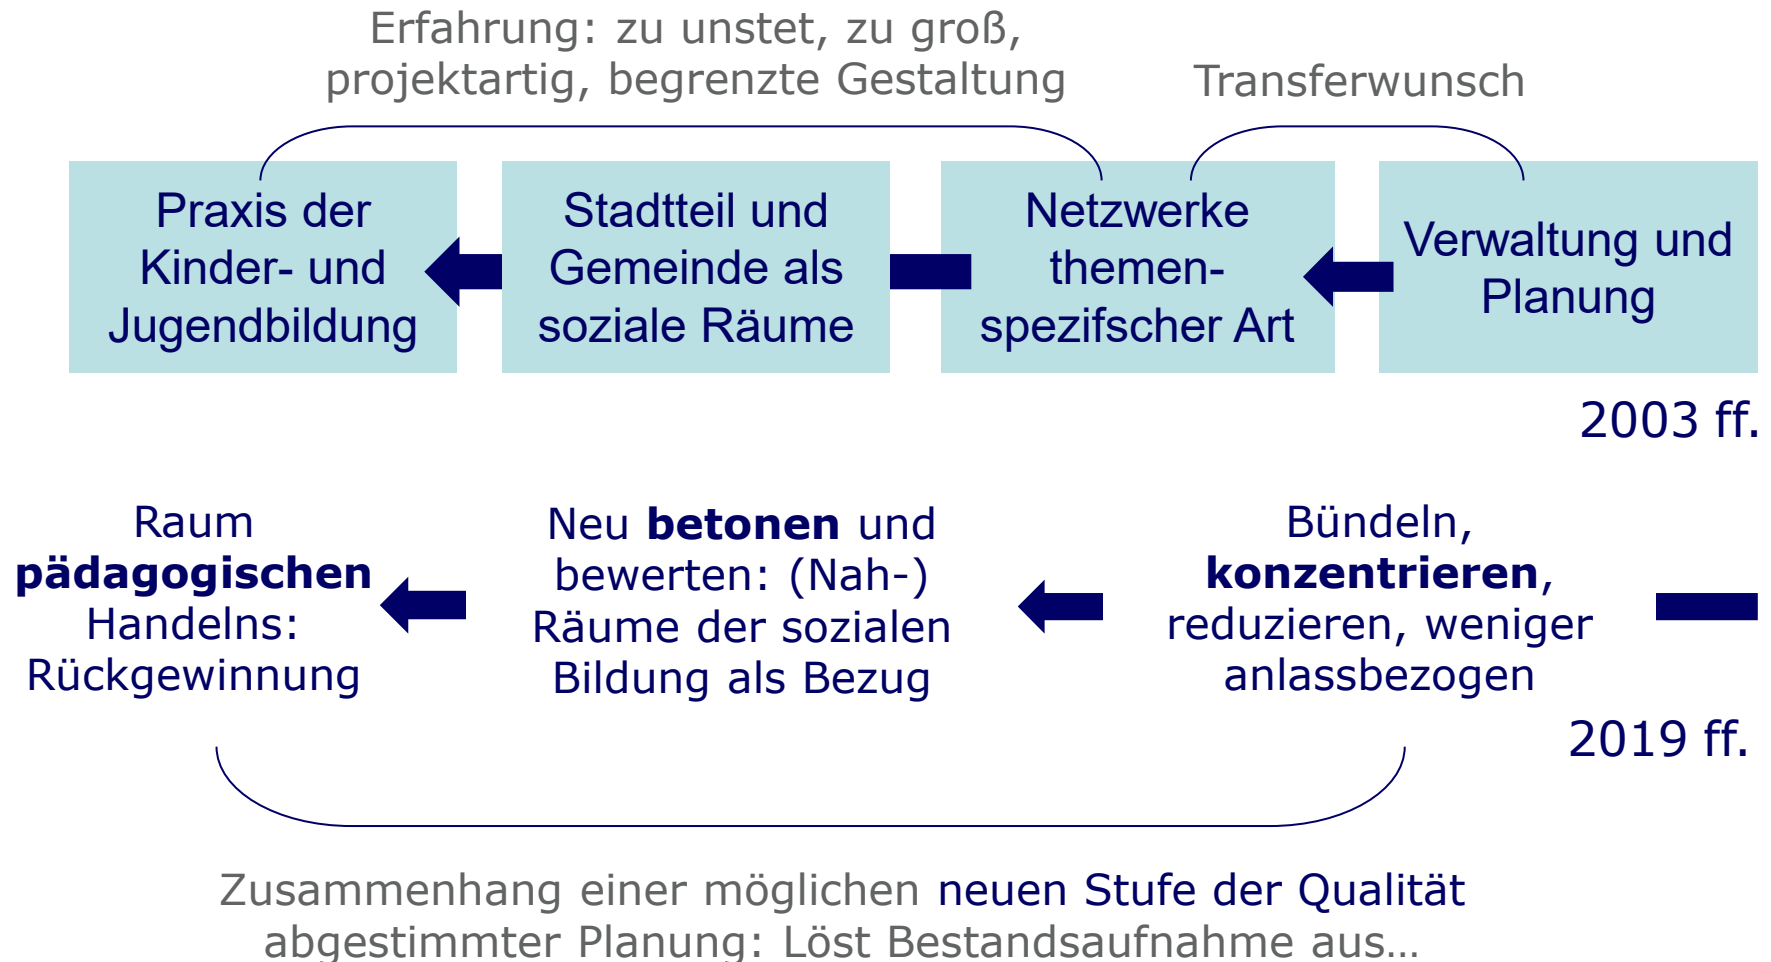 Erfahrung: zu unstet, zu groß,
projektartig, begrenzte Gestaltung
Transferwunsch
Praxis der
Kinder- und
Jugendbildung
Stadtteil und
Gemeinde als
soziale Räume
Netzwerke
themen-
spezifscher Art
Verwaltung und
Planung
2003 ff.
Raum
pädagogischen
Handelns:
Rückgewinnung
Neu betonen und
bewerten: (Nah-)
Räume der sozialen
Bildung als Bezug
Bündeln,
konzentrieren,
reduzieren, weniger
anlassbezogen
2019 ff.
Zusammenhang einer möglichen neuen Stufe der Qualität
abgestimmter Planung: Löst Bestandsaufnahme aus…